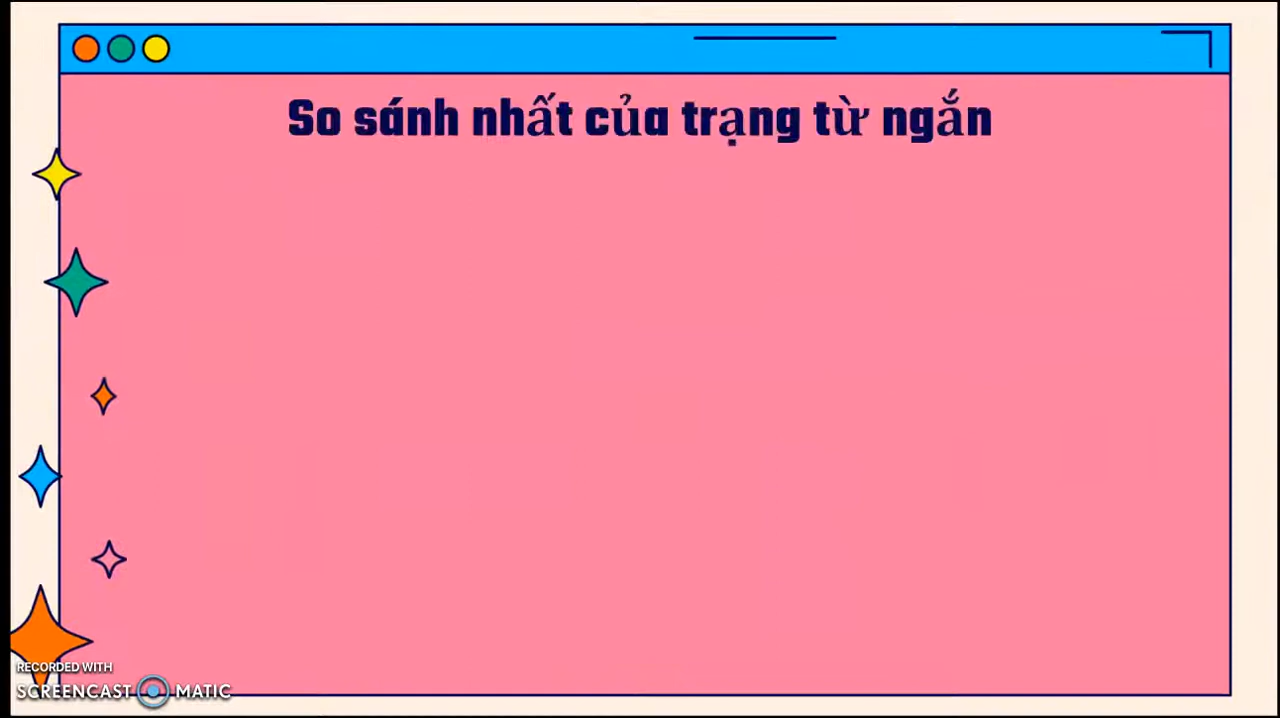 So sánh nhất của trạng từ ngắn
RECORDED WITH
SCREENCAST MATIC